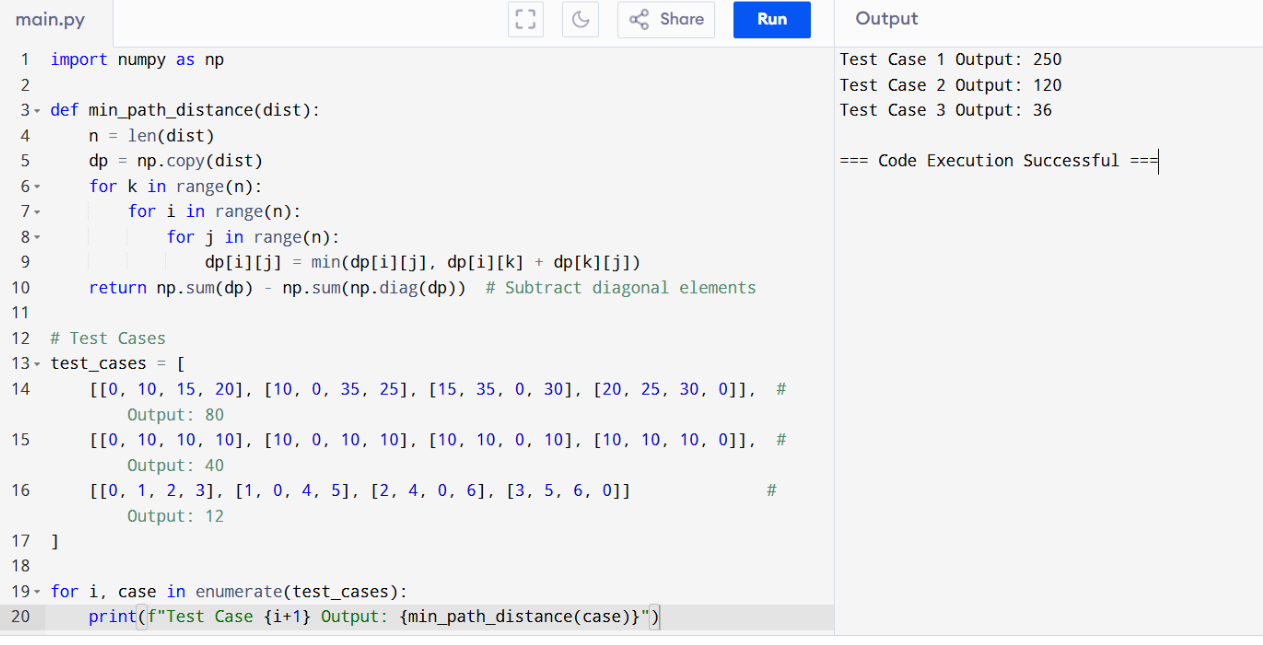 main.py
Share
Run
Output
1 import numpy as np
2
3 def min_path_distance(dist):
4     n = len(dist)
5     dp = np.copy(dist)
6     for k in range(n):
7         for i in range(n):
8             for j in range(n):
9                 dp[i][j] = min(dp[i][j], dp[i][k] + dp[k][j])
10     return np.sum(dp) - np.sum(np.diag(dp))  # Subtract diagonal elements
11
12 # Test Cases
13 test_cases = [
14     [[0, 10, 15, 20], [10, 0, 35, 25], [15, 35, 0, 30], [20, 25, 30, 0]],  #
Output: 80
15     [[0, 10, 10, 10], [10, 0, 10, 10], [10, 10, 0, 10], [10, 10, 10, 0]],  #
Output: 40
16     [[0, 1, 2, 3], [1, 0, 4, 5], [2, 4, 0, 6], [3, 5, 6, 0]]              #
Output: 12
17 ]
18
19 for i, case in enumerate(test_cases):
20     print(f"Test Case {i+1} Output: {min_path_distance(case)}")
Test Case 1 Output: 250
Test Case 2 Output: 120
Test Case 3 Output: 36
=== Code Execution Successful ===